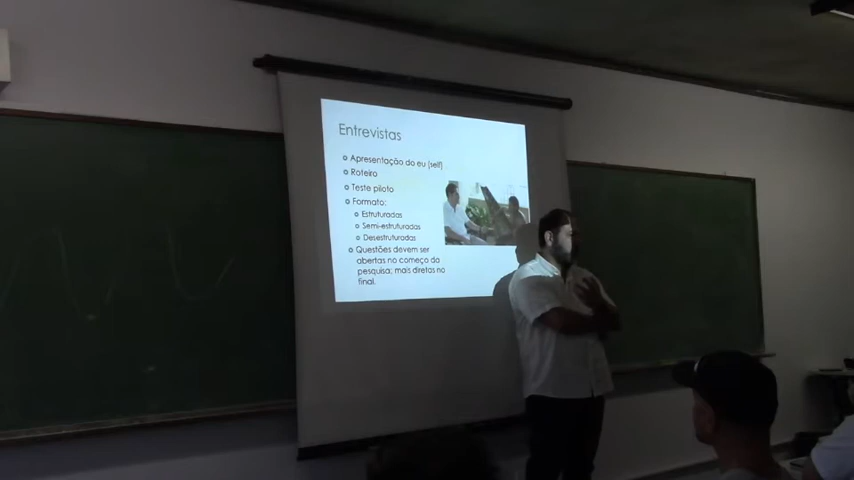 Entrevistas
Apresentação do eu (self)
Roteiro
Teste piloto
Formato:
Estruturadas
Semi-estruturadas
Desestruturadas
Questões devem ser
abertas no começo da
pesquisa; mais diretas no
final.